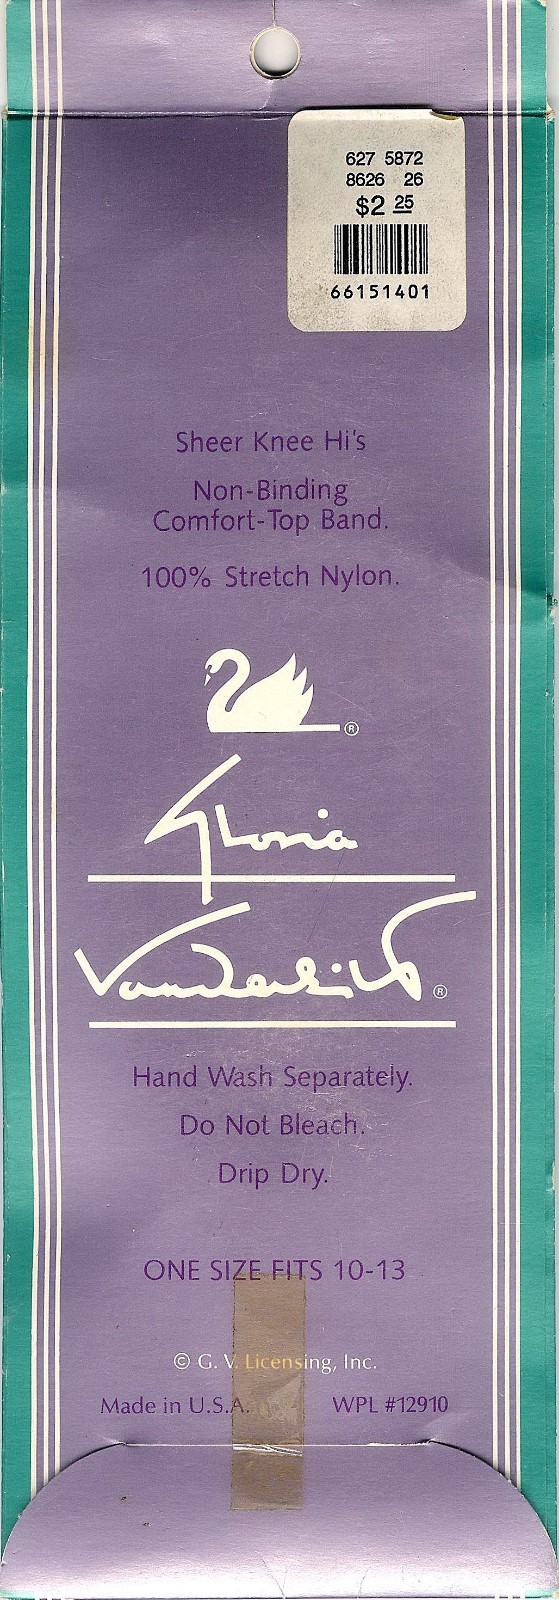 627 5872
8626 26
$2 25
66151401
Sheer Knee Hi's
Non-Binding
Comfort-Top Band.
100% Stretch Nylon.
®
Gloria
Vanderbilt ®
Hand Wash Separately.
Do Not Bleach.
Drip Dry.
ONE SIZE FITS 10-13
© G. V. Licensing, Inc.
Made in U.S.A. WPL #12910